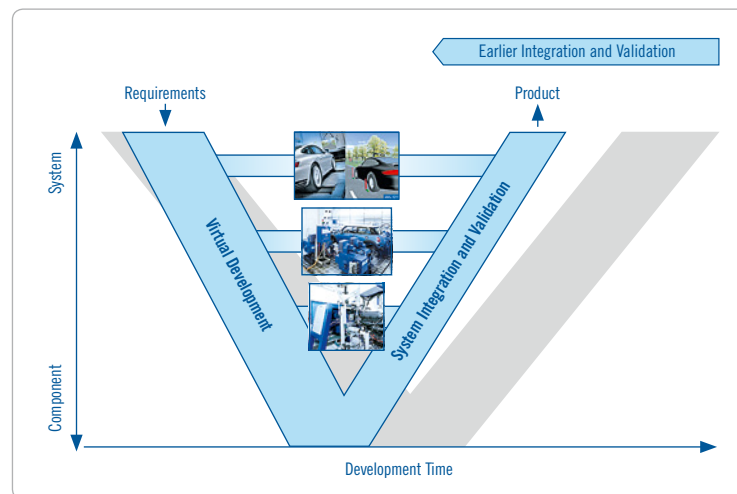 Earlier Integration and Validation
Requirements
Product
System
Virtual Development
System Integration and Validation
Component
Development Time